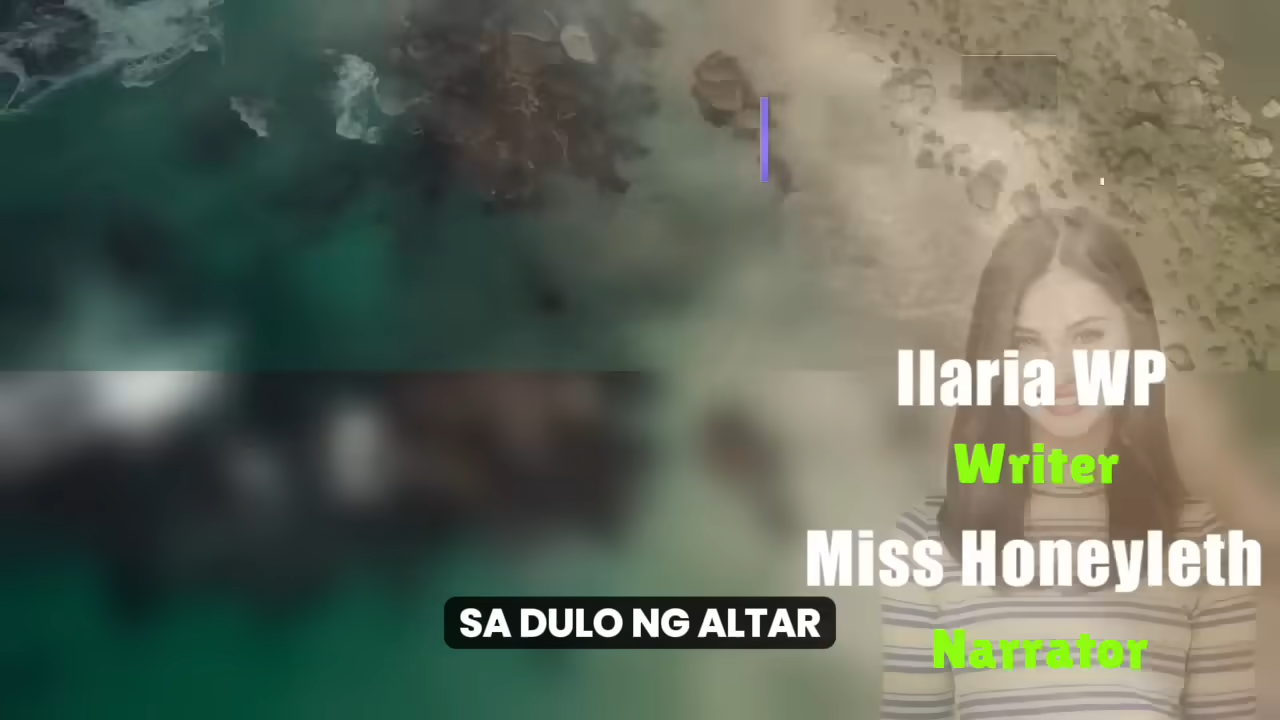 Ilaria WP
Writer
Miss Honeyleth
SA DULO NG ALTAR
Narrator